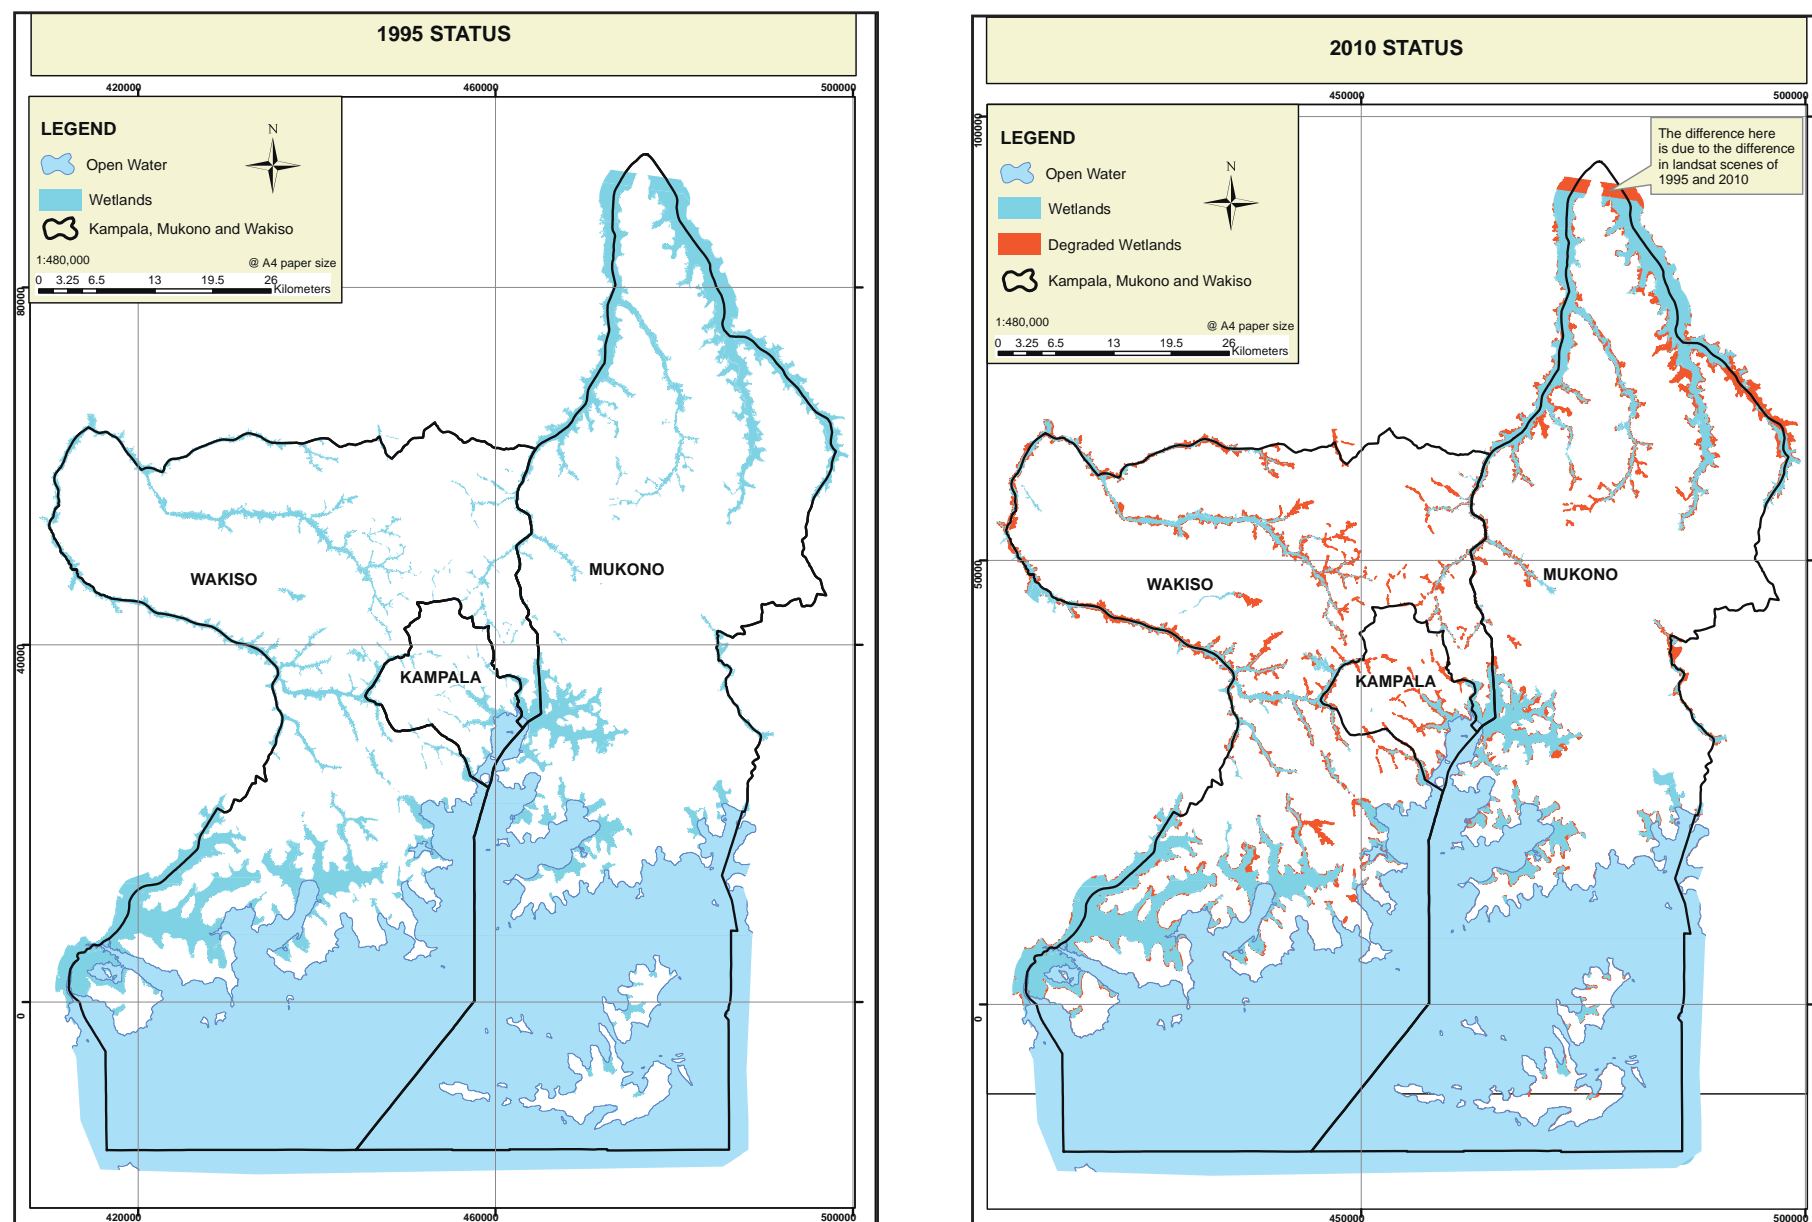 1995 STATUS
420000
460000
500000
LEGEND
N
Open Water
Wetlands
Kampala, Mukono and Wakiso
1:480,000
@ A4 paper size
0 3.25 6.5 13 19.5 26
Kilometers
80000
40000
0
WAKISO
MUKONO
KAMPALA
420000
460000
500000
2010 STATUS
450000
500000
100000
LEGEND
N
Open Water
Wetlands
Degraded Wetlands
Kampala, Mukono and Wakiso
1:480,000
@ A4 paper size
0 3.25 6.5 13 19.5 26
Kilometers
The difference here
is due to the difference
in landsat scenes of
1995 and 2010
50000
0
WAKISO
MUKONO
KAMPALA
450000
500000